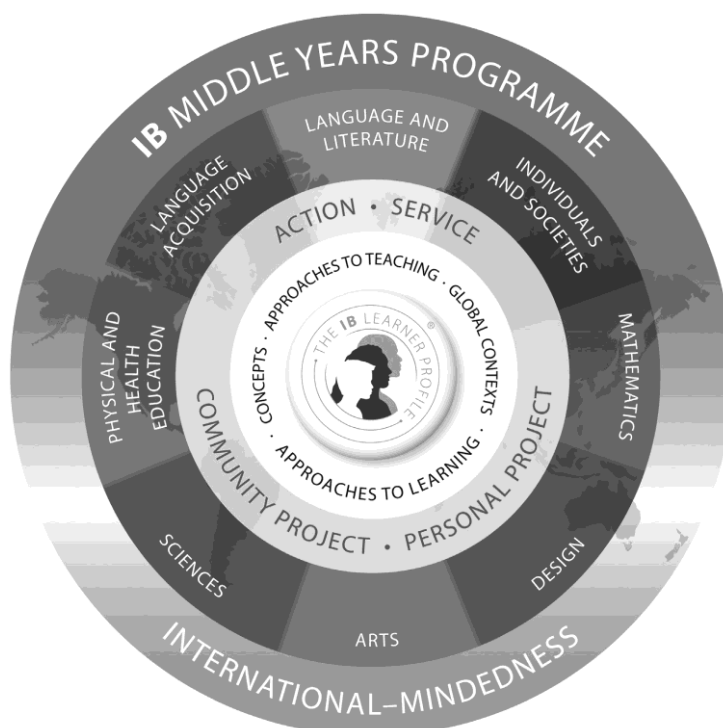 IB MIDDLE YEARS PROGRAMME
LANGUAGE AND
LITERATURE
INDIVIDUALS
AND SOCIETIES
MATHEMATICS
DESIGN
ARTS
SCIENCES
PHYSICAL AND
HEALTH
EDUCATION
LANGUAGE
ACQUISITION
ACTION • SERVICE
PERSONAL PROJECT
COMMUNITY PROJECT •
APPROACHES TO TEACHING · GLOBAL CONTEXTS ·
APPROACHES TO LEARNING · CONCEPTS ·
THE IB LEARNER PROFILE
®
INTERNATIONAL–MINDEDNESS